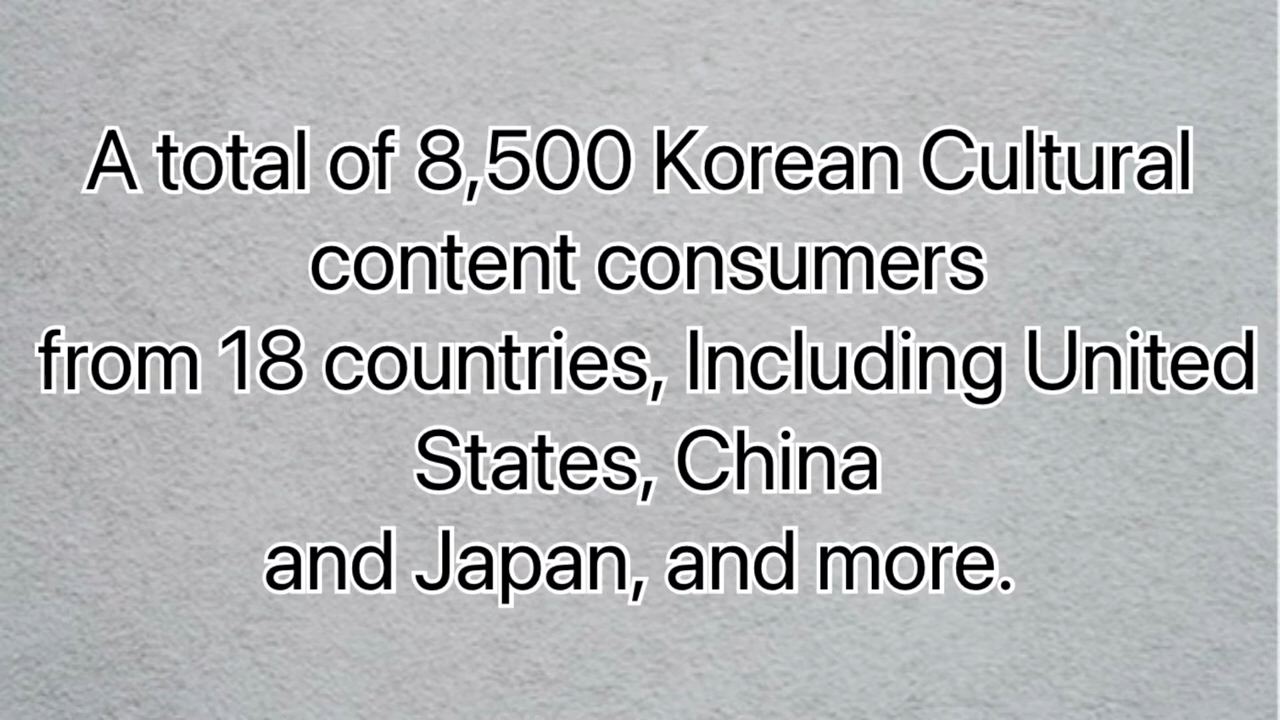 A total of 8,500 Korean Cultural
content consumers
from 18 countries, Including United
States, China
and Japan, and more.